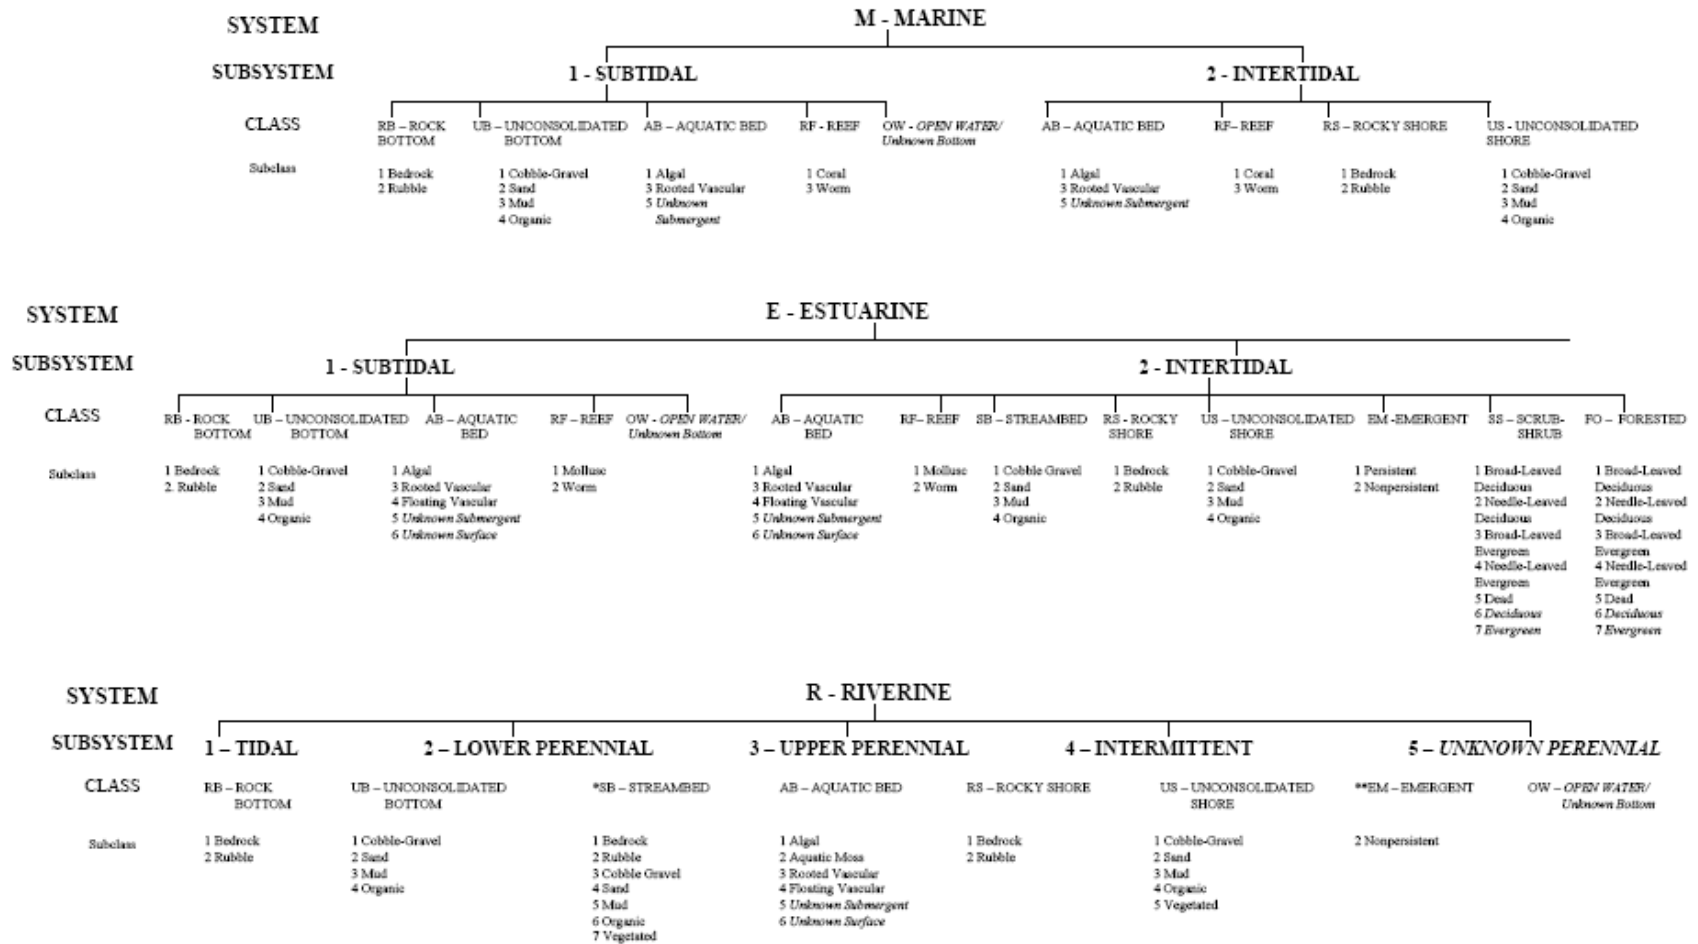 SYSTEM
M - MARINE
SUBSYSTEM
1 - SUBTIDAL
2 - INTERTIDAL
CLASS
RB – ROCK
BOTTOM
UB – UNCONSOLIDATED
BOTTOM
AB – AQUATIC BED
RF - REEF
OW - OPEN WATER/
Unknown Bottom
AB – AQUATIC BED
RF– REEF
RS – ROCKY SHORE
US - UNCONSOLIDATED
SHORE
Subclass
1 Bedrock
2 Rubble
1 Cobble-Gravel
2 Sand
3 Mud
4 Organic
1 Algal
3 Rooted Vascular
5 Unknown
Submergent
1 Coral
3 Worm
1 Algal
3 Rooted Vascular
5 Unknown Submergent
1 Coral
3 Worm
1 Bedrock
2 Rubble
1 Cobble-Gravel
2 Sand
3 Mud
4 Organic
SYSTEM
E - ESTUARINE
SUBSYSTEM
1 - SUBTIDAL
2 - INTERTIDAL
CLASS
RB - ROCK
BOTTOM
UB – UNCONSOLIDATED
BOTTOM
AB – AQUATIC
BED
RF – REEF
OW - OPEN WATER/
Unknown Bottom
AB – AQUATIC
BED
RF– REEF
SB – STREAMBED
RS - ROCKY
SHORE
US – UNCONSOLIDATED
SHORE
EM -EMERGENT
SS – SCRUB-
SHRUB
FO – FORESTED
Subclass
1 Bedrock
2. Rubble
1 Cobble-Gravel
2 Sand
3 Mud
4 Organic
1 Algal
3 Rooted Vascular
4 Floating Vascular
5 Unknown Submergent
6 Unknown Surface
1 Mollusc
2 Worm
1 Algal
3 Rooted Vascular
4 Floating Vascular
5 Unknown Submergent
6 Unknown Surface
1 Mollusc
2 Worm
1 Cobble Gravel
2 Sand
3 Mud
4 Organic
1 Bedrock
2 Rubble
1 Cobble-Gravel
2 Sand
3 Mud
4 Organic
1 Persistent
2 Nonpersistent
1 Broad-Leaved
Deciduous
2 Needle-Leaved
Deciduous
3 Broad-Leaved
Evergreen
4 Needle-Leaved
Evergreen
5 Dead
6 Deciduous
7 Evergreen
1 Broad-Leaved
Deciduous
2 Needle-Leaved
Deciduous
3 Broad-Leaved
Evergreen
4 Needle-Leaved
Evergreen
5 Dead
6 Deciduous
7 Evergreen
SYSTEM
R - RIVERINE
SUBSYSTEM
1 – TIDAL
2 – LOWER PERENNIAL
3 – UPPER PERENNIAL
4 – INTERMITTENT
5 – UNKNOWN PERENNIAL
CLASS
RB – ROCK
BOTTOM
UB – UNCONSOLIDATED
BOTTOM
*SB – STREAMBED
AB – AQUATIC BED
RS – ROCKY SHORE
US – UNCONSOLIDATED
SHORE
**EM – EMERGENT
OW – OPEN WATER/
Unknown Bottom
Subclass
1 Bedrock
2 Rubble
1 Cobble-Gravel
2 Sand
3 Mud
4 Organic
1 Bedrock
2 Rubble
3 Cobble Gravel
4 Sand
5 Mud
6 Organic
7 Vegetated
1 Algal
2 Aquatic Moss
3 Rooted Vascular
4 Floating Vascular
5 Unknown Submergent
6 Unknown Surface
1 Bedrock
2 Rubble
1 Cobble-Gravel
2 Sand
3 Mud
4 Organic
5 Vegetated
2 Nonpersistent